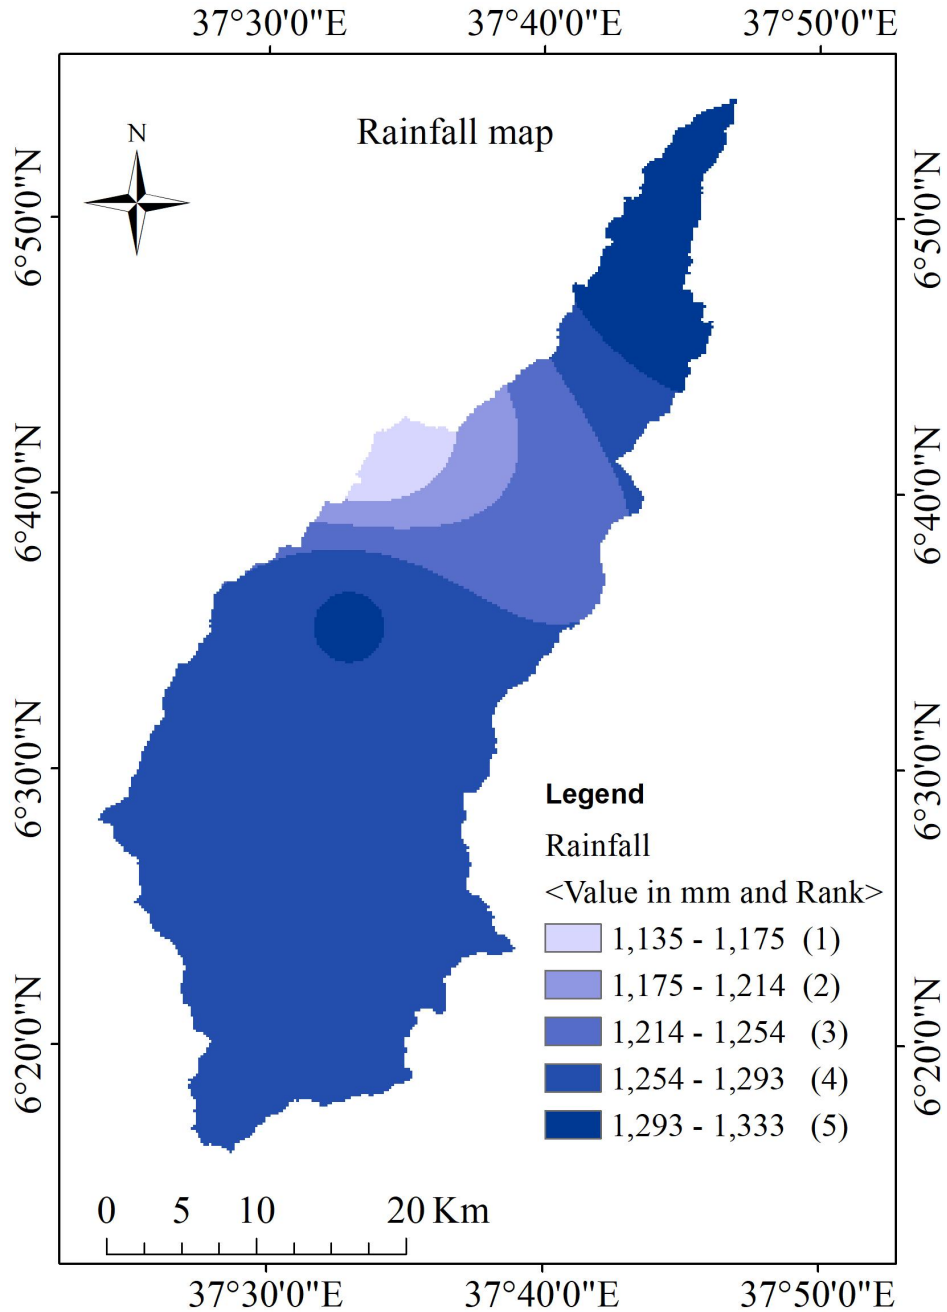 37°30'0"E 37°40'0"E 37°50'0"E
Rainfall map
N
6°50'0"N 6°50'0"N
6°40'0"N 6°40'0"N
6°30'0"N 6°30'0"N
6°20'0"N 6°20'0"N
Legend
Rainfall
<Value in mm and Rank>
1,135 - 1,175 (1)
1,175 - 1,214 (2)
1,214 - 1,254 (3)
1,254 - 1,293 (4)
1,293 - 1,333 (5)
0 5 10 20 Km
37°30'0"E 37°40'0"E 37°50'0"E